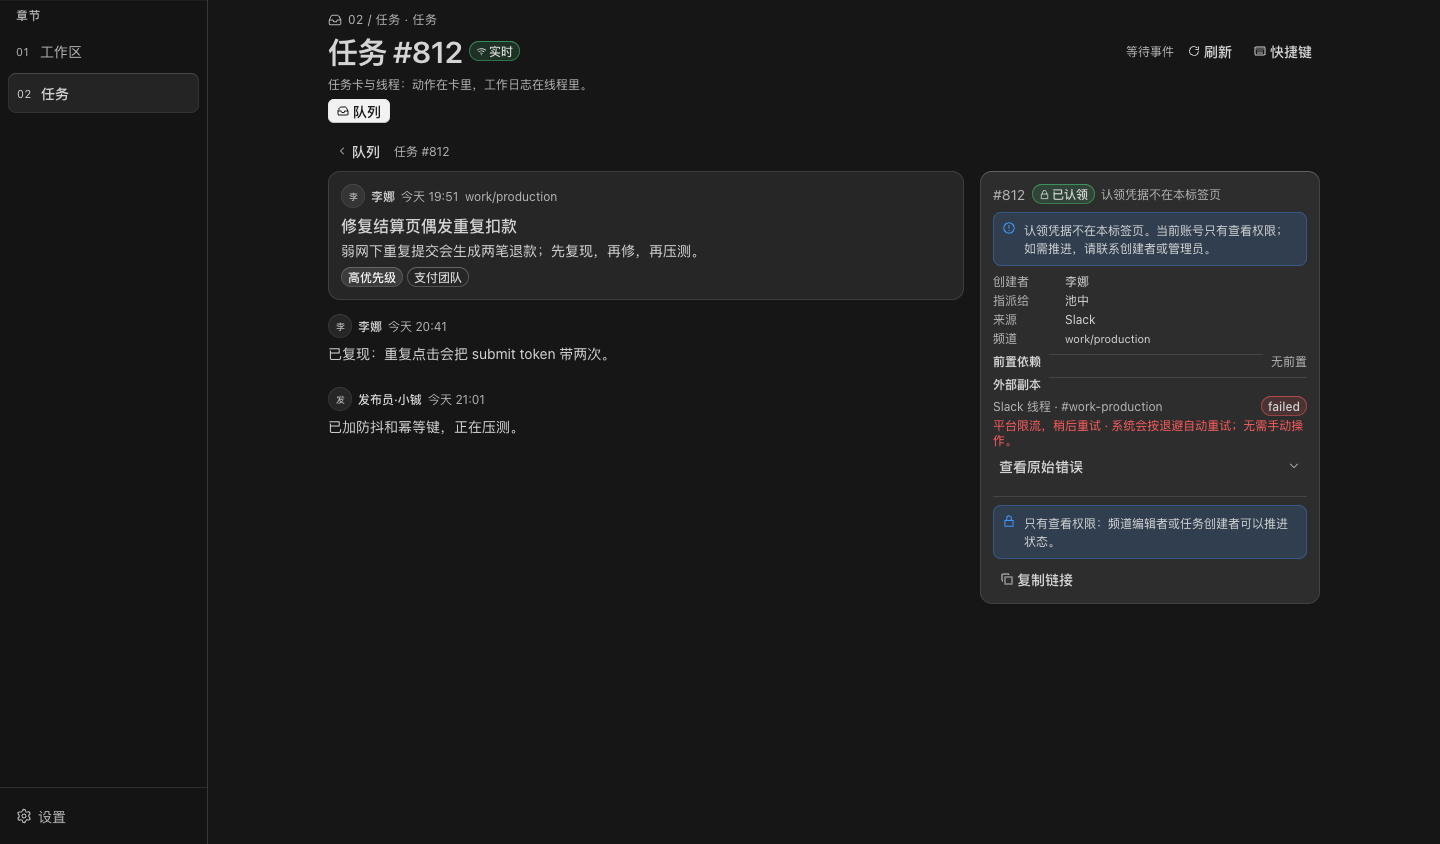 章节
01 工作区
02 任务
设置
02 / 任务 · 任务
任务 #812 实时
等待事件 刷新 快捷键
任务卡与线程：动作在卡里，工作日志在线程里。
队列
队列 任务 #812
李 李娜 今天 19:51 work/production
修复结算页偶发重复扣款
弱网下重复提交会生成两笔退款；先复现，再修，再压测。
高优先级 支付团队
李 李娜 今天 20:41
已复现：重复点击会把 submit token 带两次。
发 发布员·小钺 今天 21:01
已加防抖和幂等键，正在压测。
#812 已认领 认领凭据不在本标签页
认领凭据不在本标签页。当前账号只有查看权限；
如需推进，请联系创建者或管理员。
创建者 李娜
指派给 池中
来源 Slack
频道 work/production
前置依赖 无前置
外部副本
Slack 线程 · #work-production failed
平台限流，稍后重试 · 系统会按退避自动重试；无需手动操
作。
查看原始错误
只有查看权限：频道编辑者或任务创建者可以推进
状态。
复制链接